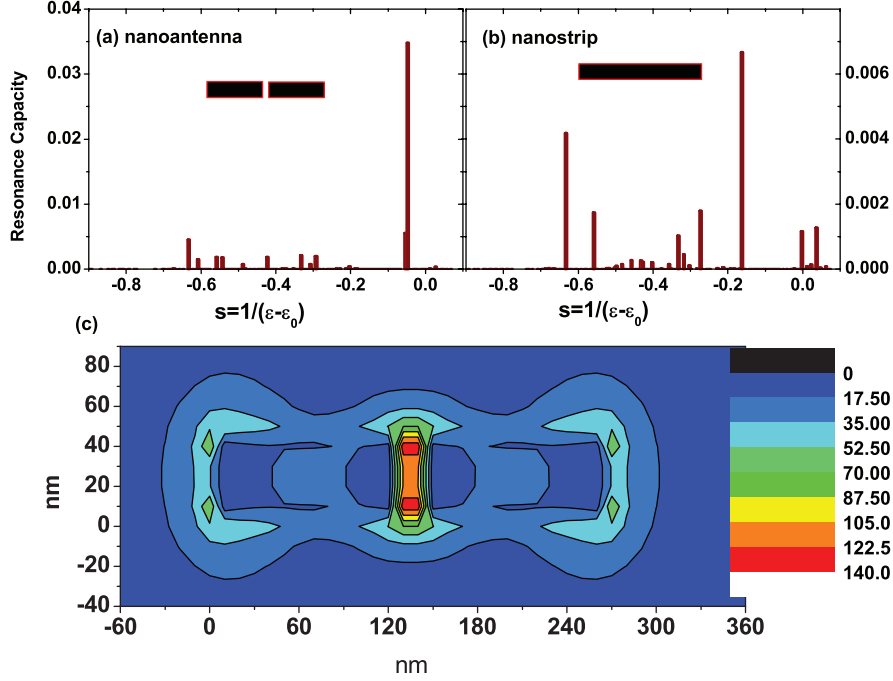 0.04
0.03
0.02
0.01
0.00
Resonance Capacity
(a) nanoantenna
-0.8 -0.6 -0.4 -0.2 0.0
s=1/(ε-ε₀)
(b) nanostrip
0.006
0.004
0.002
0.000
-0.8 -0.6 -0.4 -0.2 0.0
s=1/(ε-ε₀)
(c)
80
60
40
20
0
-20
-40
nm
-60 0 60 120 180 240 300 360
nm
0
17.50
35.00
52.50
70.00
87.50
105.0
122.5
140.0